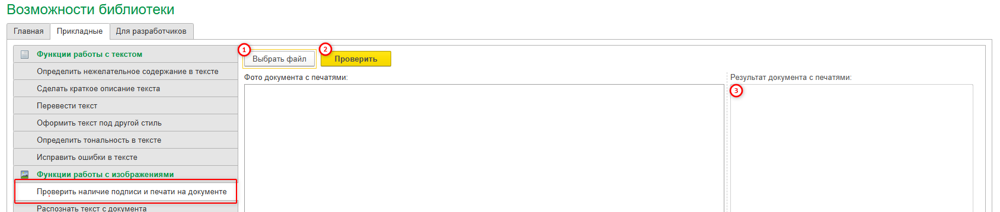 Возможности библиотеки
Главная
Прикладные
Для разработчиков
Функции работы с текстом
Определить нежелательное содержание в тексте
Сделать краткое описание текста
Перевести текст
Оформить текст под другой стиль
Определить тональность в тексте
Исправить ошибки в тексте
Функции работы с изображениями
Проверить наличие подписи и печати на документе
Распознать текст с документа
1
Выбрать файл
2
Проверить
Фото документа с печатями:
Результат документа с печатями:
3